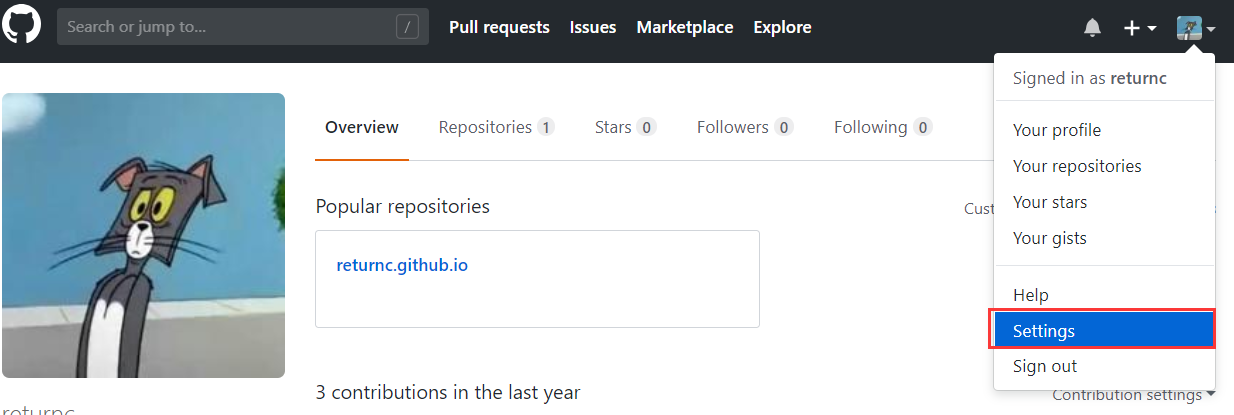 Search or jump to... /
Pull requests Issues Marketplace Explore
Signed in as returnc
Your profile
Your repositories
Your stars
Your gists
Help
Settings
Sign out
Overview Repositories 1 Stars 0 Followers 0 Following 0
Popular repositories
returnc.github.io
3 contributions in the last year
Contribution settings
returnc